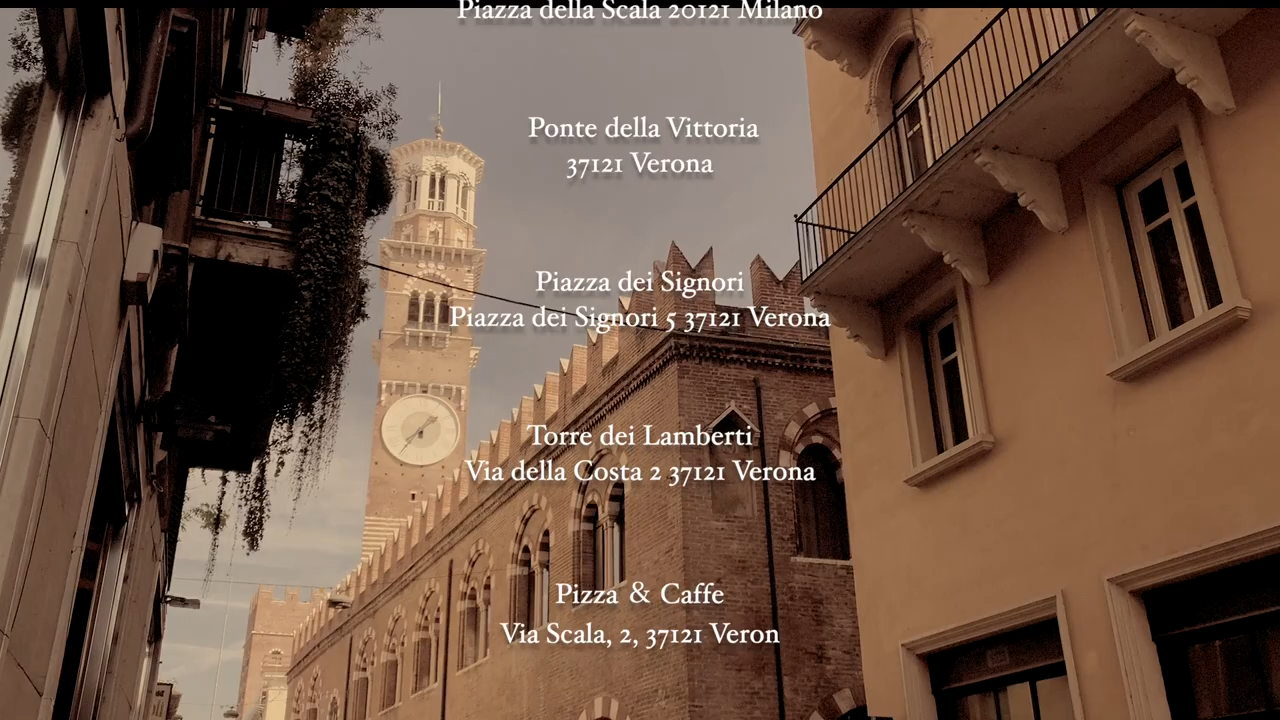 Piazza della Scala 20121 Milano
Ponte della Vittoria
37121 Verona
Piazza dei Signori
Piazza dei Signori 5 37121 Verona
Torre dei Lamberti
Via della Costa 2 37121 Verona
Pizza & Caffe
Via Scala, 2, 37121 Veron